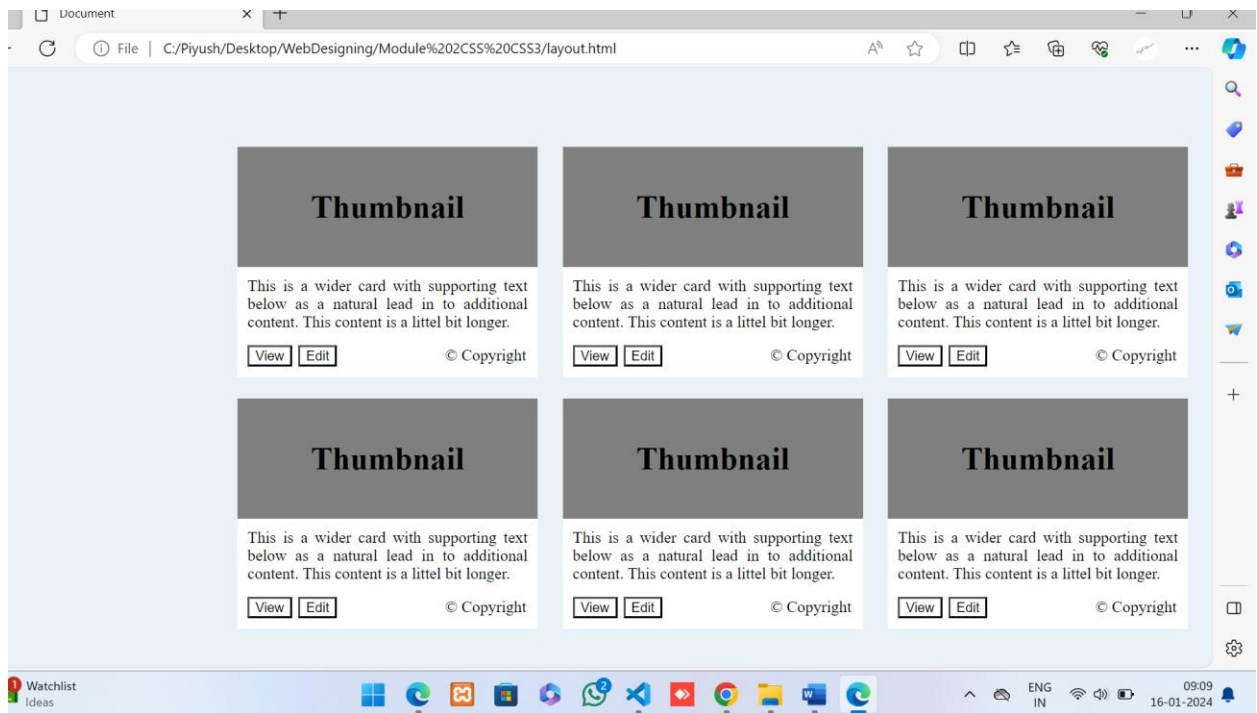 Document
File
C:/Piyush/Desktop/WebDesigning/Module%202CSS%20CSS3/layout.html
Thumbnail
This is a wider card with supporting text
below as a natural lead in to additional
content. This content is a littel bit longer.
View Edit © Copyright
Thumbnail
This is a wider card with supporting text
below as a natural lead in to additional
content. This content is a littel bit longer.
View Edit © Copyright
Thumbnail
This is a wider card with supporting text
below as a natural lead in to additional
content. This content is a littel bit longer.
View Edit © Copyright
Thumbnail
This is a wider card with supporting text
below as a natural lead in to additional
content. This content is a littel bit longer.
View Edit © Copyright
Thumbnail
This is a wider card with supporting text
below as a natural lead in to additional
content. This content is a littel bit longer.
View Edit © Copyright
Thumbnail
This is a wider card with supporting text
below as a natural lead in to additional
content. This content is a littel bit longer.
View Edit © Copyright
1
Watchlist
Ideas
2
ENG
IN
09:09
16-01-2024